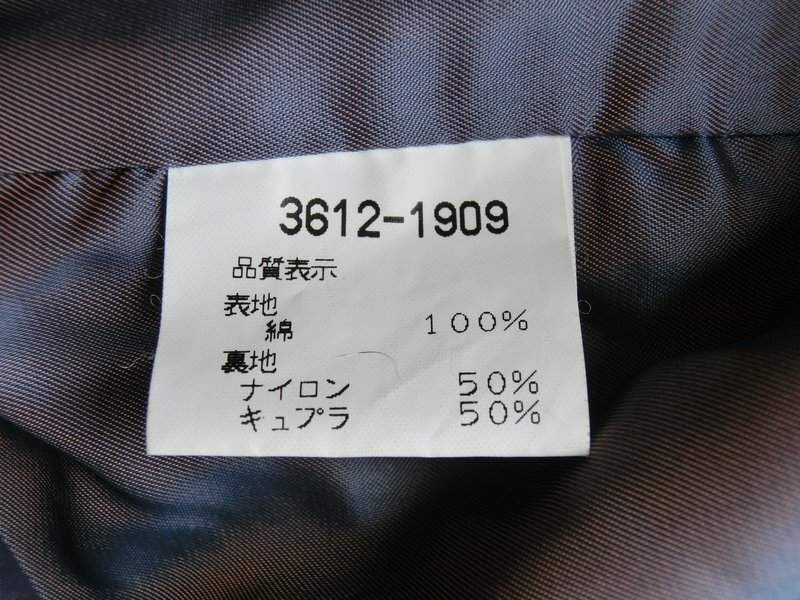 3612-1909
品質表示
表地
綿 100%
裏地
ナイロン 50%
キュプラ 50%